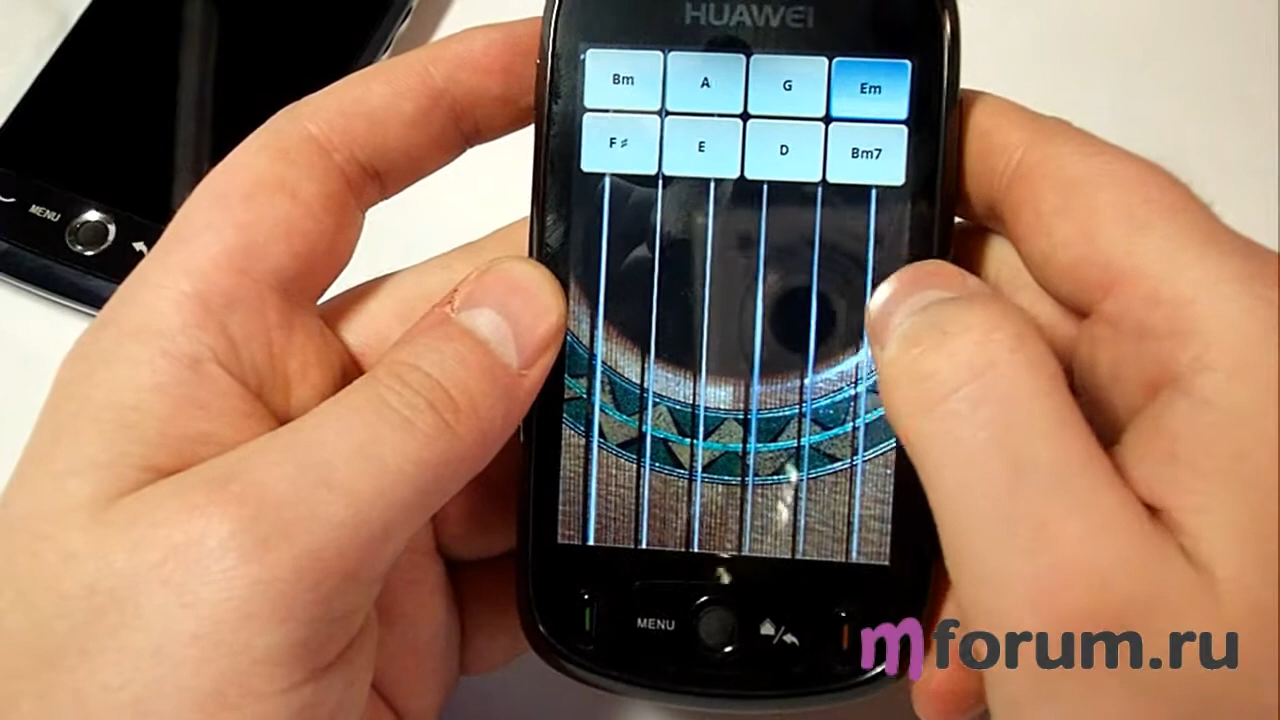 HUAWEI
Bm A G Em
F♯ E D Bm7
MENU
MENU
mforum.ru